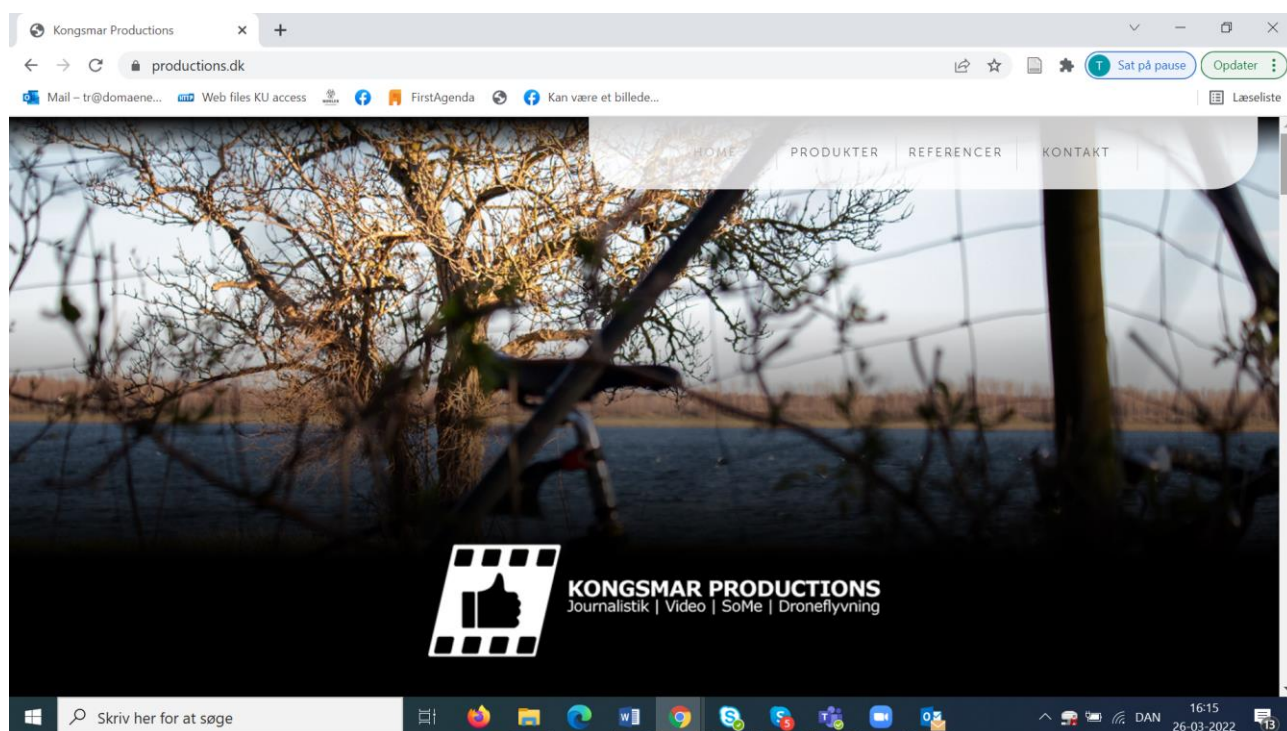 Kongsmar Productions
productions.dk
T
Sat på pause
Opdater
Mail – tr@domaene...
Web files KU access
FirstAgenda
Kan være et billede...
Læseliste
HOME
PRODUKTER
REFERENCER
KONTAKT
KONGSMAR PRODUCTIONS
Journalistik | Video | SoMe | Droneflyvning
Skriv her for at søge
DAN
16:15
26-03-2022
13